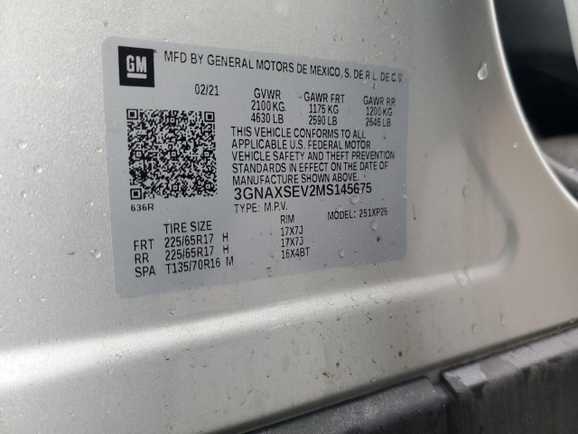 GM
MFD BY GENERAL MOTORS DE MEXICO, S. DE R.L. DE C.V.
02/21 GVWR GAWR FRT GAWR RR
2100 KG 1175 KG 1200 KG
4630 LB 2590 LB 2645 LB
THIS VEHICLE CONFORMS TO ALL
APPLICABLE U.S. FEDERAL MOTOR
VEHICLE SAFETY AND THEFT PREVENTION
STANDARDS IN EFFECT ON THE DATE OF
MANUFACTURE SHOWN ABOVE.
3GNAXSEV2MS145675
TYPE: M.P.V. MODEL: 251XP26
636R
TIRE SIZE RIM
FRT 225/65R17 H 17X7J
RR 225/65R17 H 17X7J
SPA T135/70R16 M 16X4BT